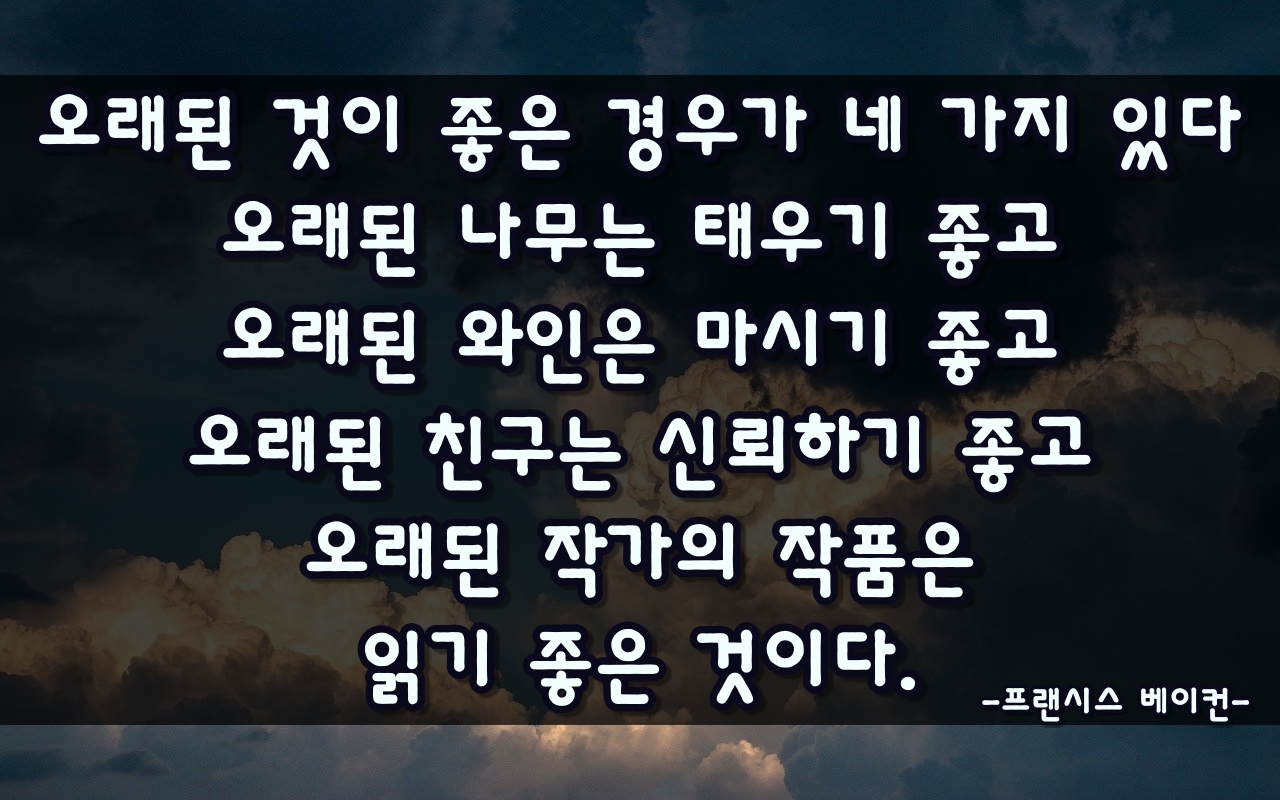 오래된 것이 좋은 경우가 네 가지 있다
오래된 나무는 태우기 좋고
오래된 와인은 마시기 좋고
오래된 친구는 신뢰하기 좋고
오래된 작가의 작품은
읽기 좋은 것이다.
-프랜시스 베이컨-